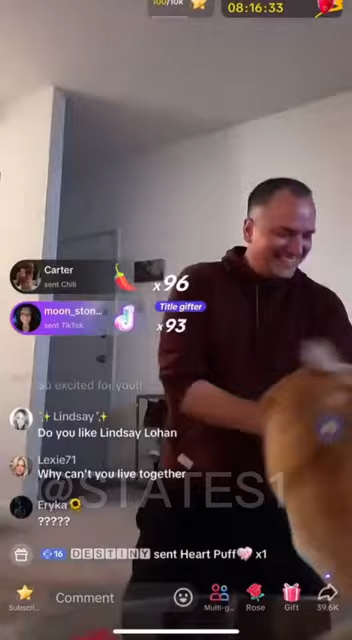 100/10k
08:16:33
Carter
sent Chili
x96
moon_ston...
sent TikTok
Title gifter
x93
So excited for you!!
✨Lindsay✨
Do you like Lindsay Lohan
Lexie71
Why can't you live together
@STATES1
Eryka🌻
?????
16 DESTINY sent Heart Puff x1
Subscri...
Comment
Multi-g...
Rose
Gift
39.6K